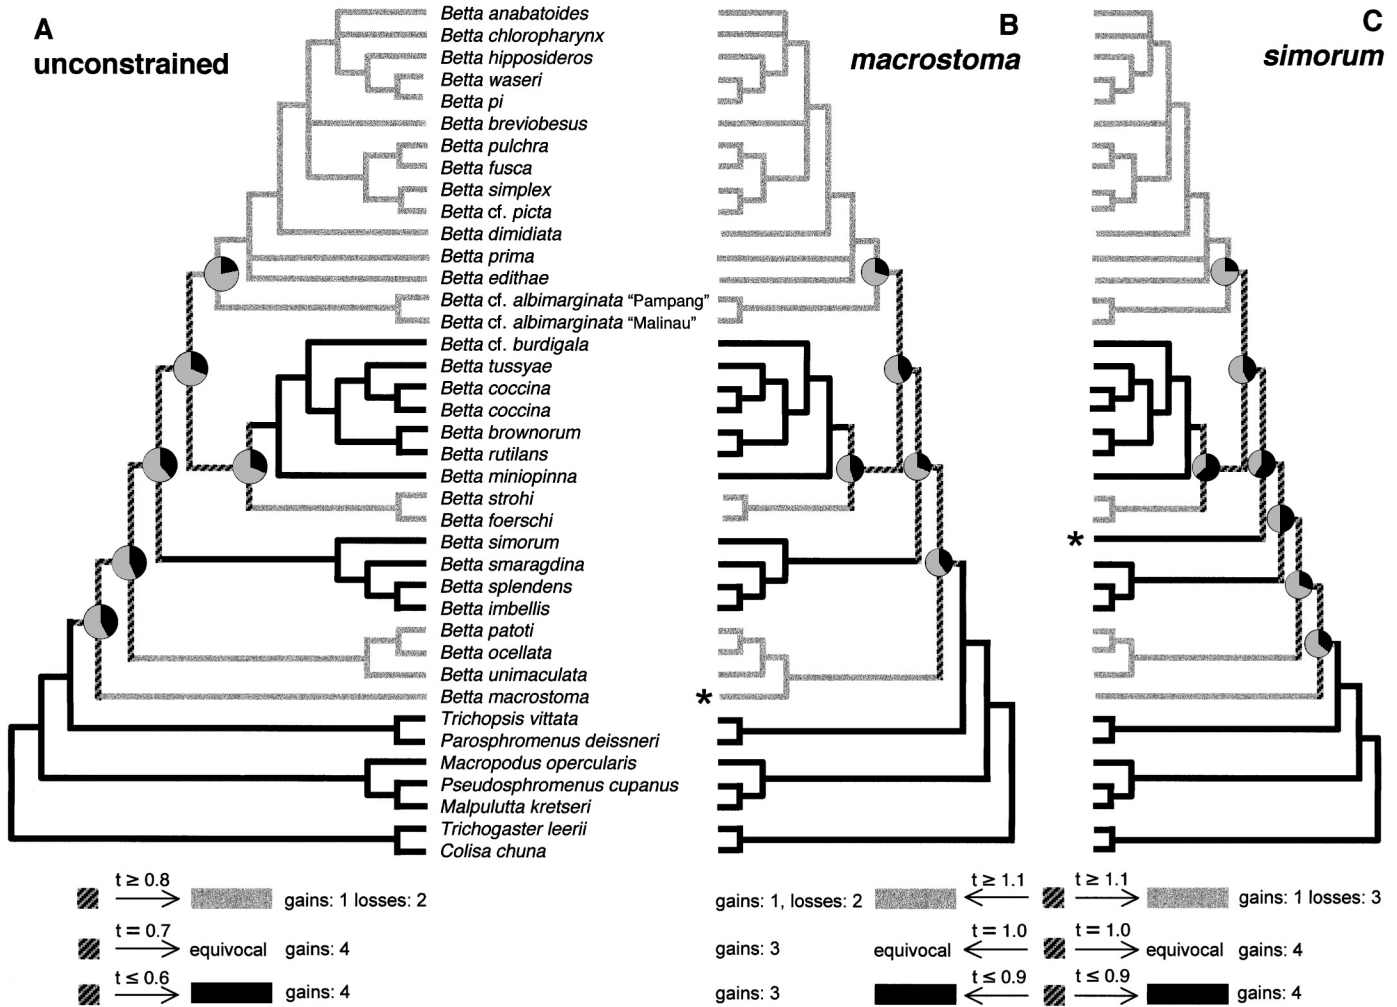 A
unconstrained
B
macrostoma
C
simorum
Betta anabatoides
Betta chloropharynx
Betta hipposideros
Betta waseri
Betta pi
Betta breviobesus
Betta pulchra
Betta fusca
Betta simplex
Betta cf. picta
Betta dimidiata
Betta prima
Betta edithae
Betta cf. albimarginata “Pampang”
Betta cf. albimarginata “Malinau”
Betta cf. burdigala
Betta tussyae
Betta coccina
Betta coccina
Betta brownorum
Betta rutilans
Betta miniopinna
Betta strohi
Betta foerschi
Betta simorum
Betta smaragdina
Betta splendens
Betta imbellis
Betta patoti
Betta ocellata
Betta unimaculata
Betta macrostoma
Trichopsis vittata
Parosphromenus deissneri
Macropodus opercularis
Pseudosphromenus cupanus
Malpulutta kretseri
Trichogaster leerii
Colisa chuna
*
*
t ≥ 0.8
gains: 1 losses: 2
t = 0.7
equivocal
gains: 4
t ≤ 0.6
gains: 4
gains: 1, losses: 2
t ≥ 1.1
t ≥ 1.1
gains: 1 losses: 3
gains: 3
equivocal
t = 1.0
t = 1.0
equivocal
gains: 4
gains: 3
t ≤ 0.9
t ≤ 0.9
gains: 4